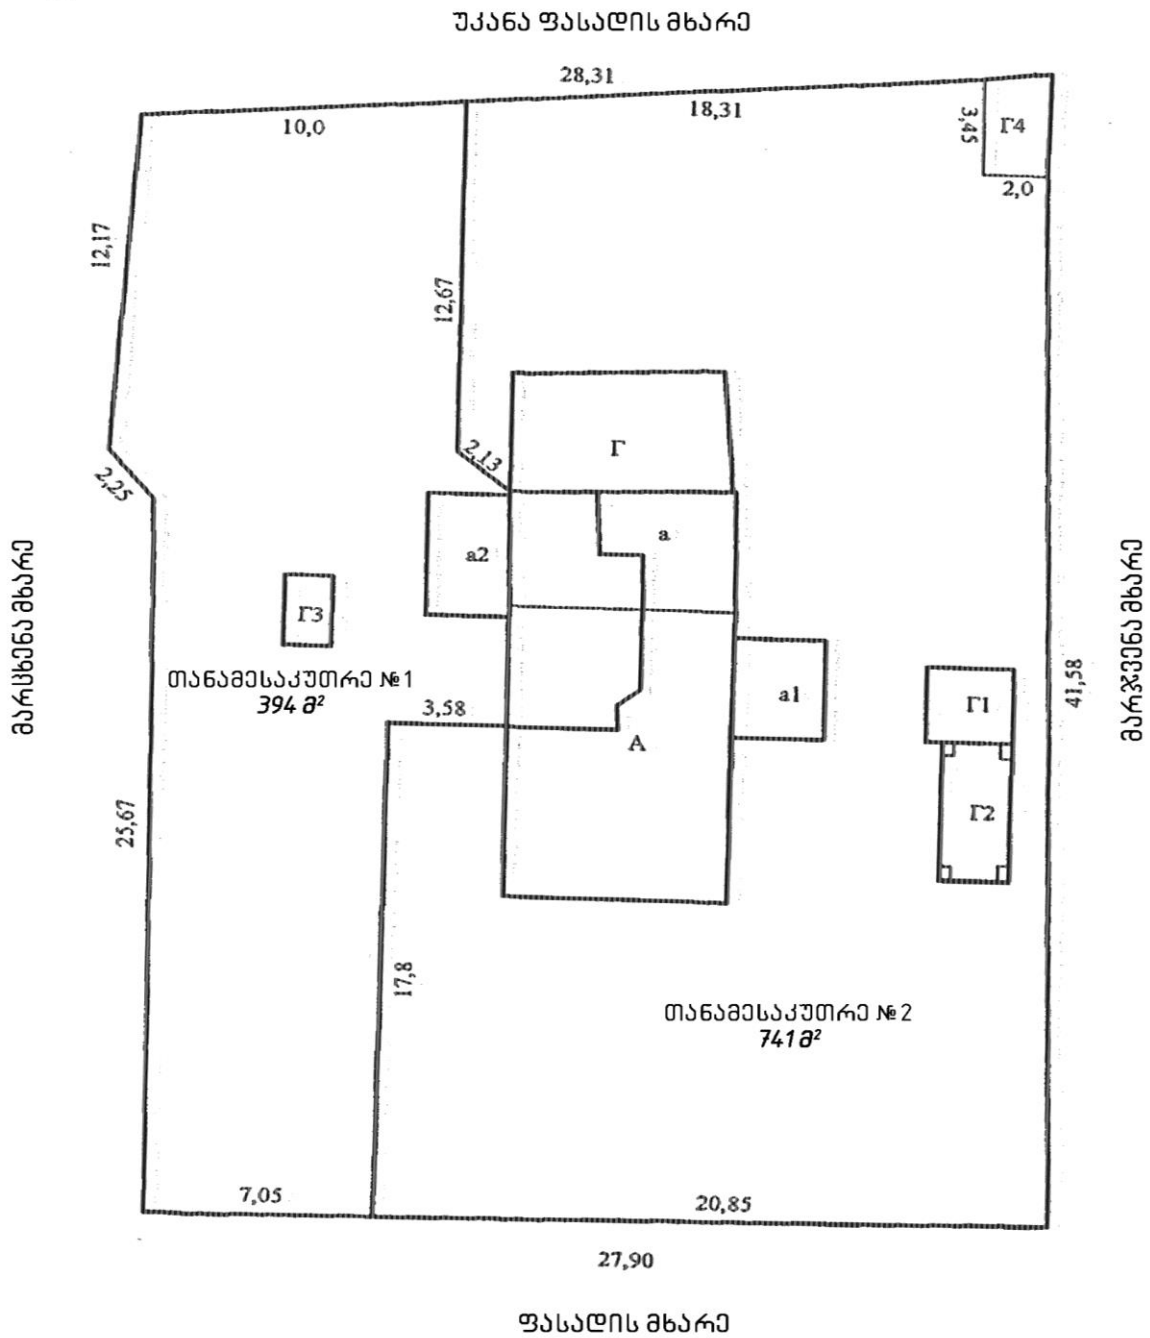 ᲣᲙᲐᲜᲐ ᲤᲐᲡᲐᲓᲘᲡ ᲛᲮᲐᲠᲔ
28,31
10,0
18,31
3,45
Г4
2,0
12,17
12,67
2,13
2,25
Г
a
a2
Г3
ᲛᲐᲠᲪᲮᲔᲜᲐ ᲛᲮᲐᲠᲔ
ᲛᲐᲠᲯᲕᲔᲜᲐ ᲛᲮᲐᲠᲔ
ᲗᲐᲜᲐᲛᲔᲡᲐᲙᲣᲗᲠᲔ №1
394 Მ²
3,58
A
a1
Г1
41,58
Г2
25,67
17,8
ᲗᲐᲜᲐᲛᲔᲡᲐᲙᲣᲗᲠᲔ №2
741 Მ²
7,05
20,85
27,90
ᲤᲐᲡᲐᲓᲘᲡ ᲛᲮᲐᲠᲔ